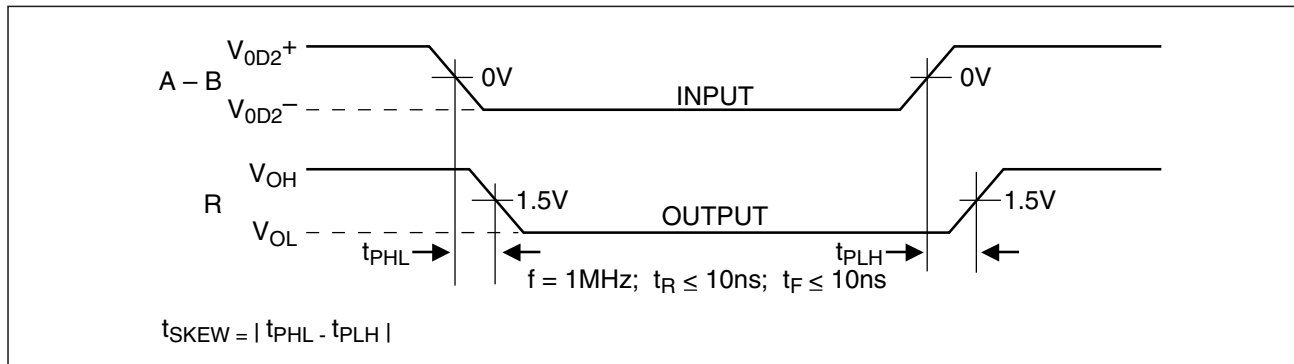 V0D2+
A – B
0V
0V
V0D2–
INPUT
VOH
R
1.5V
1.5V
VOL
OUTPUT
tPHL
tPLH
f = 1MHz; tR ≤ 10ns; tF ≤ 10ns
tSKEW = | tPHL - tPLH |